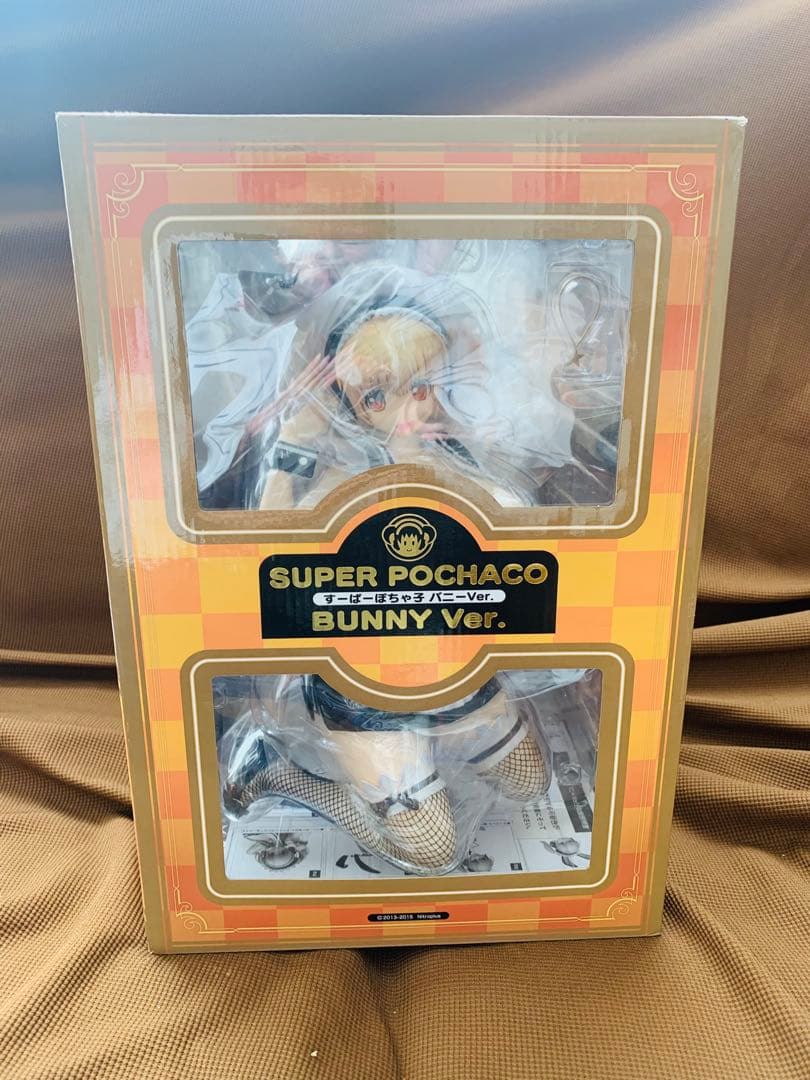 SUPER POCHACO
すーぱーぽちゃ子 バニーVer.
BUNNY Ver.
©2013-2015 Nitroplus